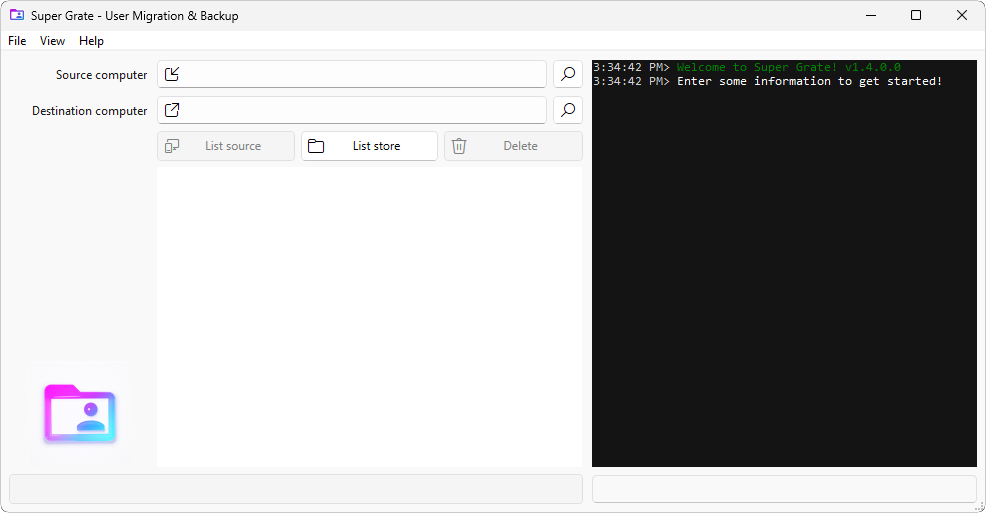 Super Grate - User Migration & Backup
File View Help
Source computer
Destination computer
List source List store Delete
3:34:42 PM> Welcome to Super Grate! v1.4.0.0
3:34:42 PM> Enter some information to get started!